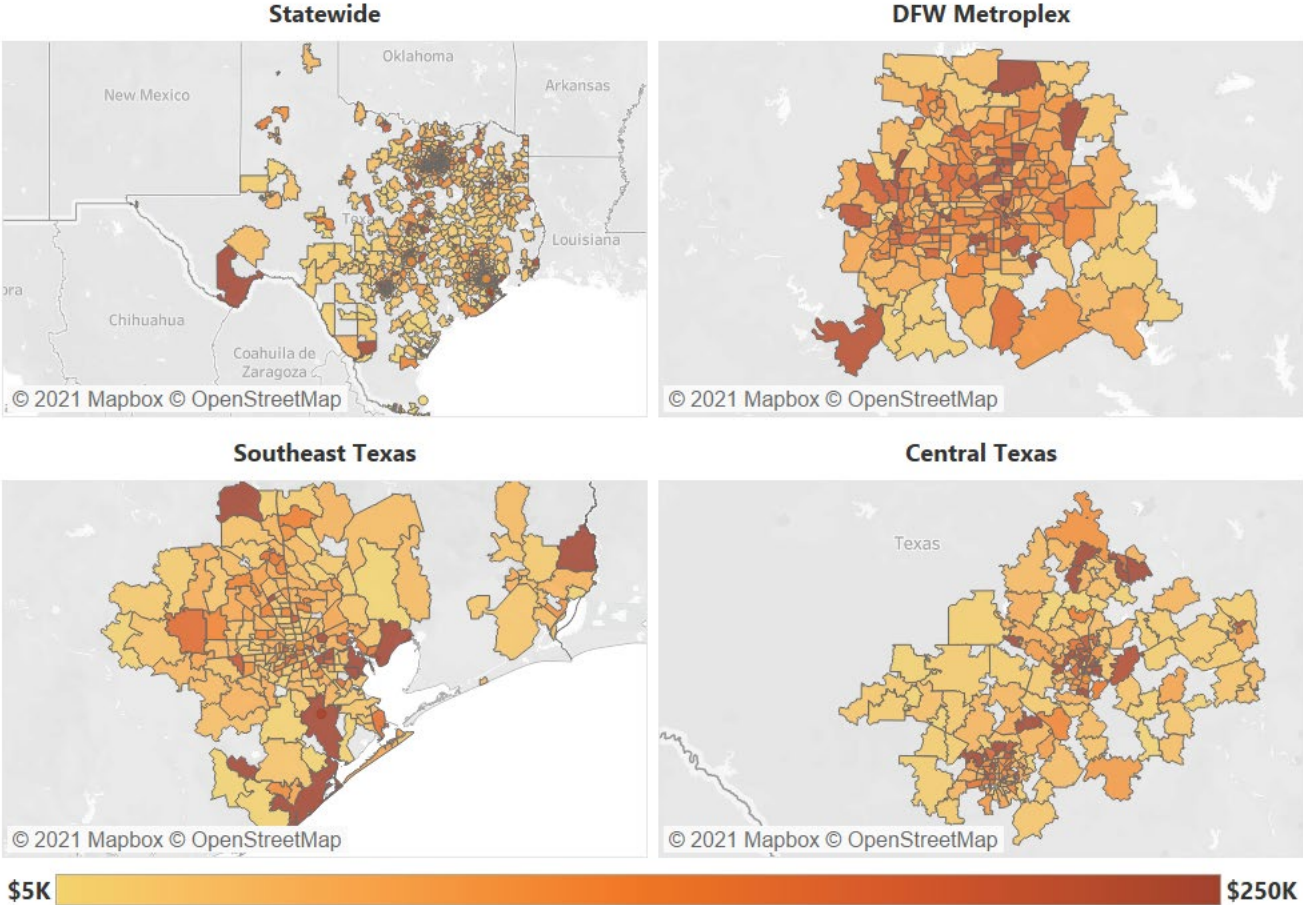 Statewide
DFW Metroplex
Oklahoma
New Mexico
Arkansas
Texas
Louisiana
Chihuahua
Coahuila de
Zaragoza
© 2021 Mapbox © OpenStreetMap
© 2021 Mapbox © OpenStreetMap
Southeast Texas
Central Texas
Texas
© 2021 Mapbox © OpenStreetMap
© 2021 Mapbox © OpenStreetMap
$5K
$250K